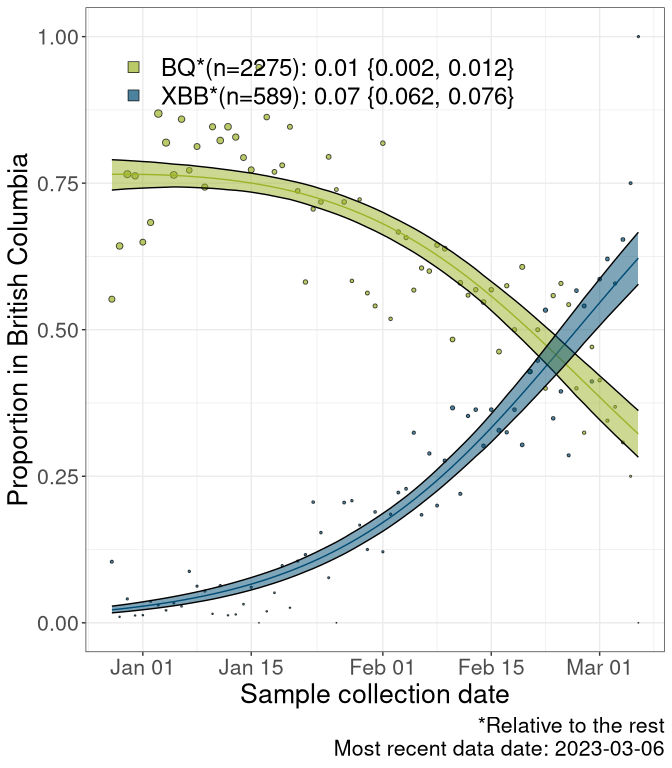 1.00
BQ*(n=2275): 0.01 {0.002, 0.012}
XBB*(n=589): 0.07 {0.062, 0.076}
0.75
0.50
0.25
0.00
Proportion in British Columbia
Jan 01 Jan 15 Feb 01 Feb 15 Mar 01
Sample collection date
*Relative to the rest
Most recent data date: 2023-03-06